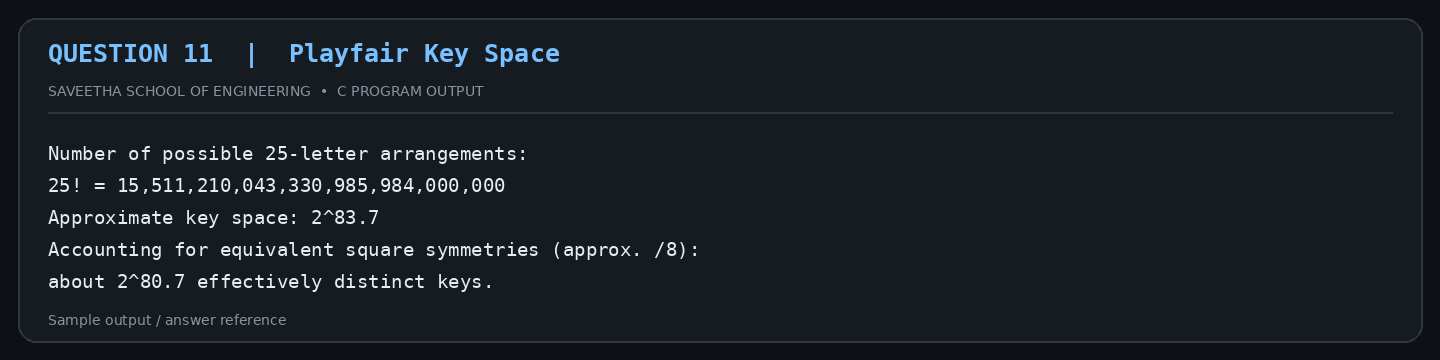 QUESTION 11 | Playfair Key Space
SAVEETHA SCHOOL OF ENGINEERING • C PROGRAM OUTPUT
Number of possible 25-letter arrangements:
25! = 15,511,210,043,330,985,984,000,000
Approximate key space: 2^83.7
Accounting for equivalent square symmetries (approx. /8):
about 2^80.7 effectively distinct keys.
Sample output / answer reference